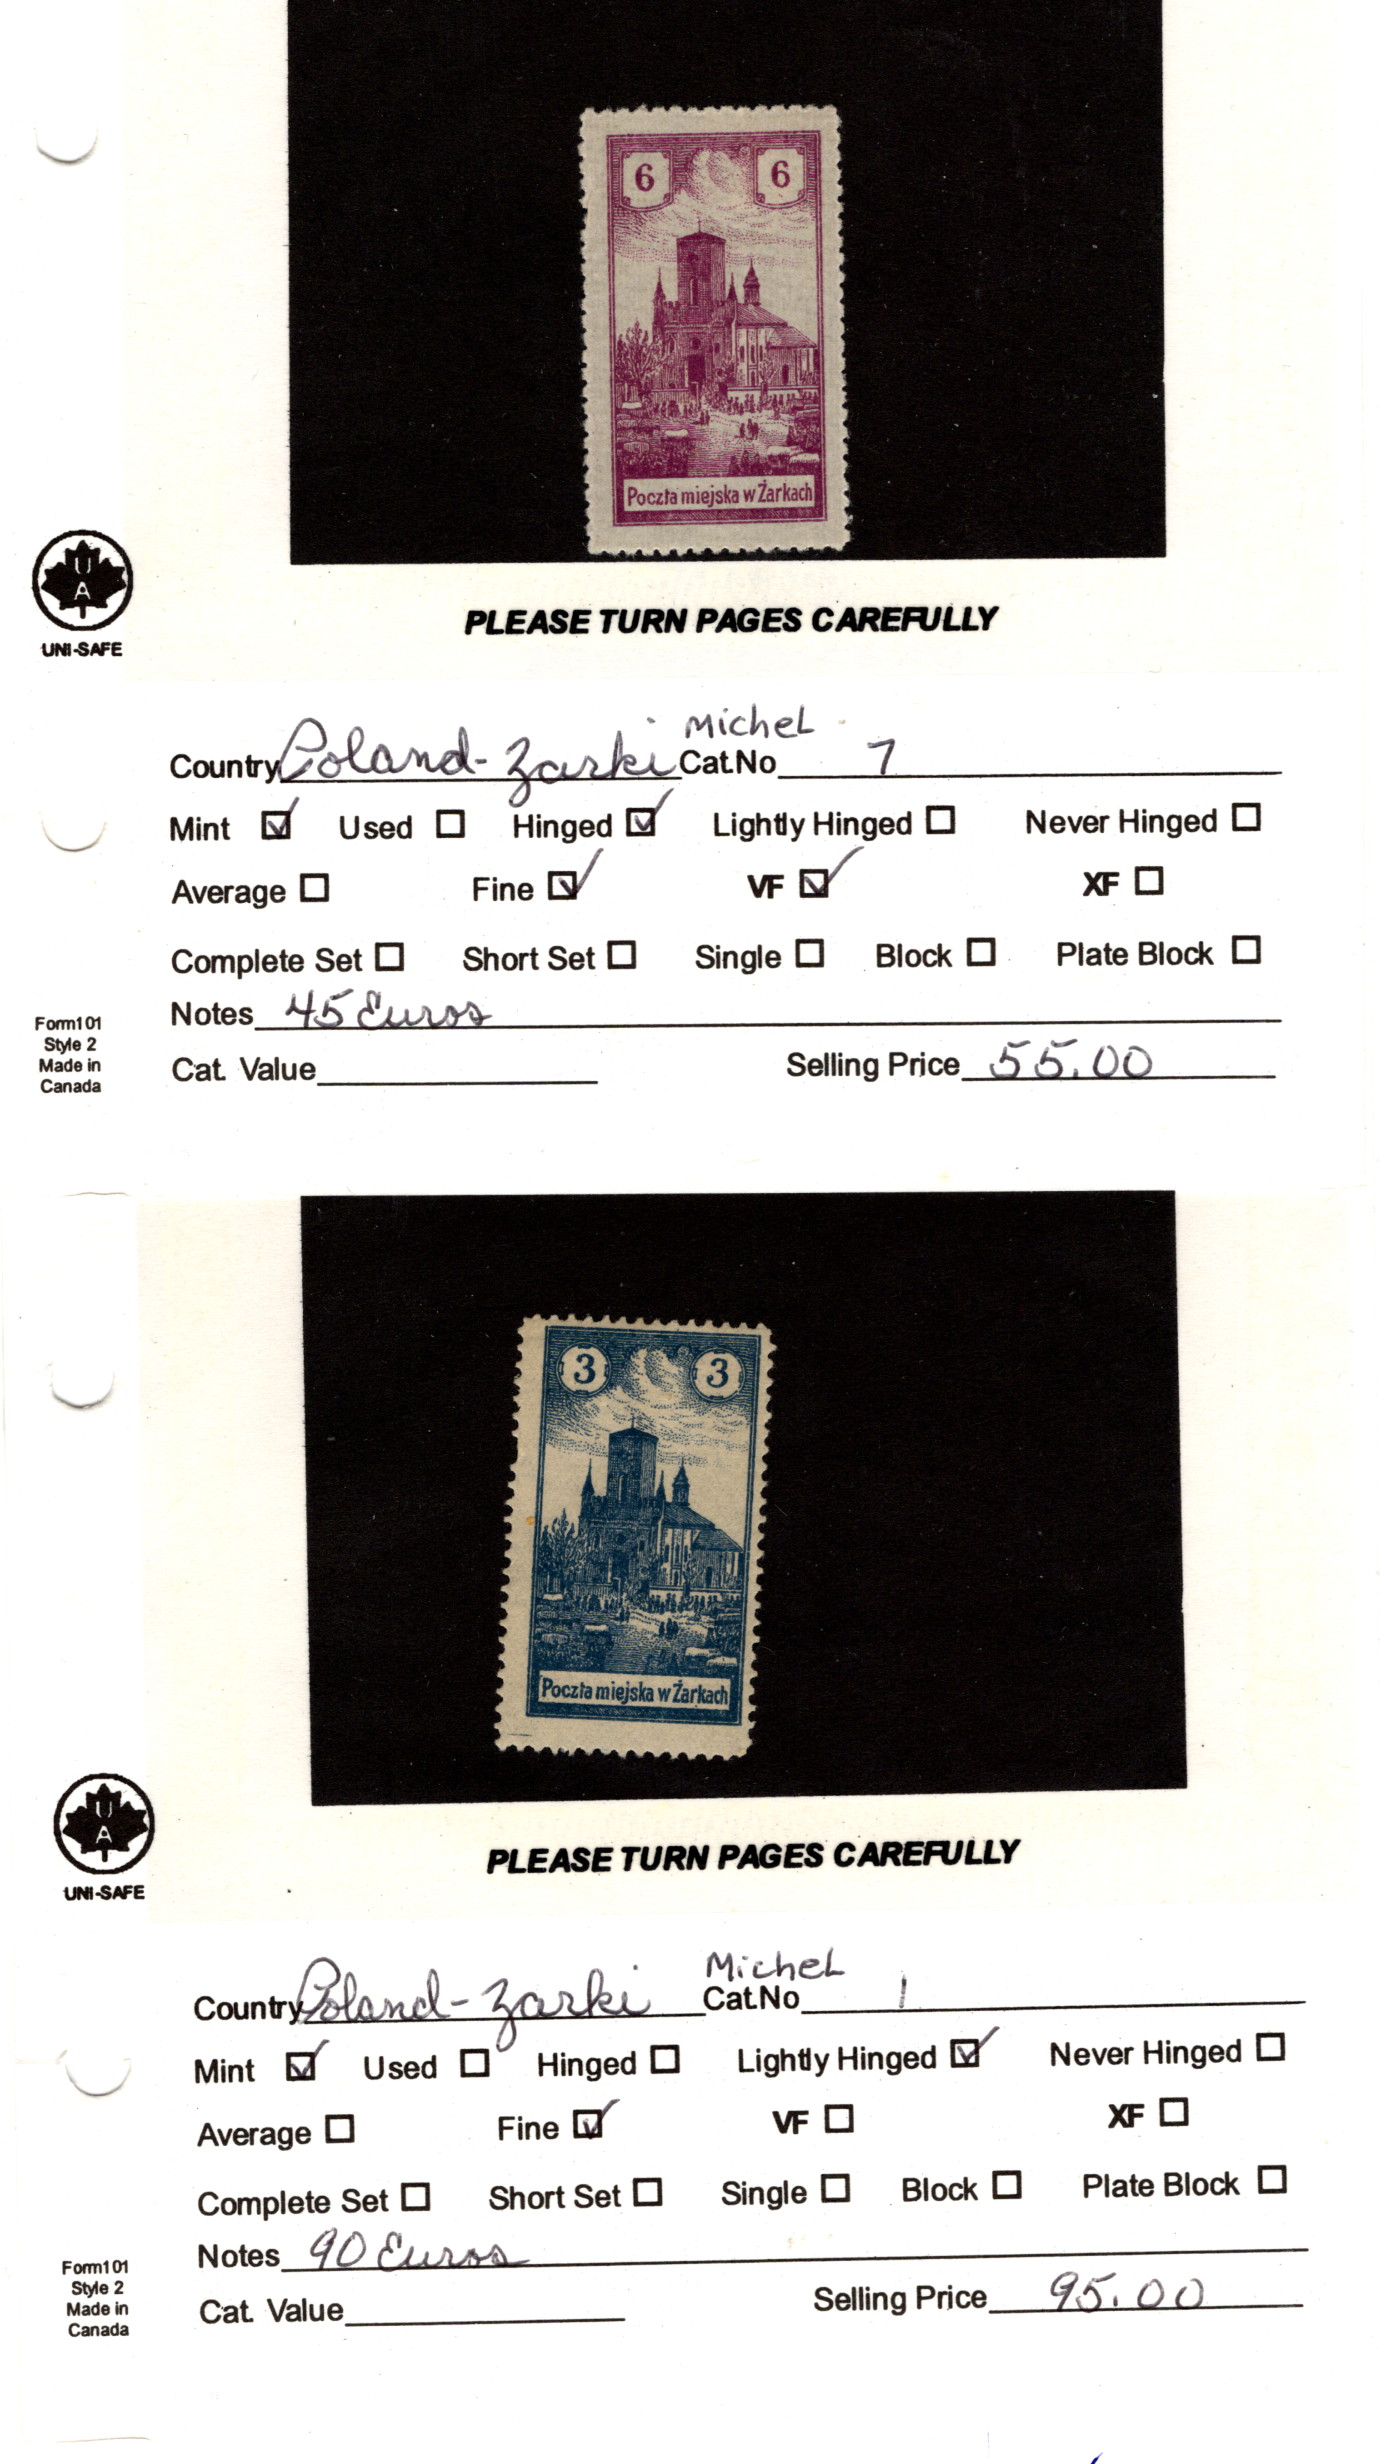 6 6
Poczta miejska w Żarkach
U
A
UNI-SAFE
PLEASE TURN PAGES CAREFULLY
Michel
Country Poland - Zarki Cat.No 7
Mint Used Hinged Lightly Hinged Never Hinged
Average Fine VF XF
Complete Set Short Set Single Block Plate Block
Notes 45 Euros
Form101
Style 2
Made in
Canada
Cat. Value Selling Price 55.00
3 3
Poczta miejska w Żarkach
U
A
UNI-SAFE
PLEASE TURN PAGES CAREFULLY
Michel
Country Poland - Zarki Cat.No 1
Mint Used Hinged Lightly Hinged Never Hinged
Average Fine VF XF
Complete Set Short Set Single Block Plate Block
Notes 90 Euros
Form101
Style 2
Made in
Canada
Cat. Value Selling Price 95.00